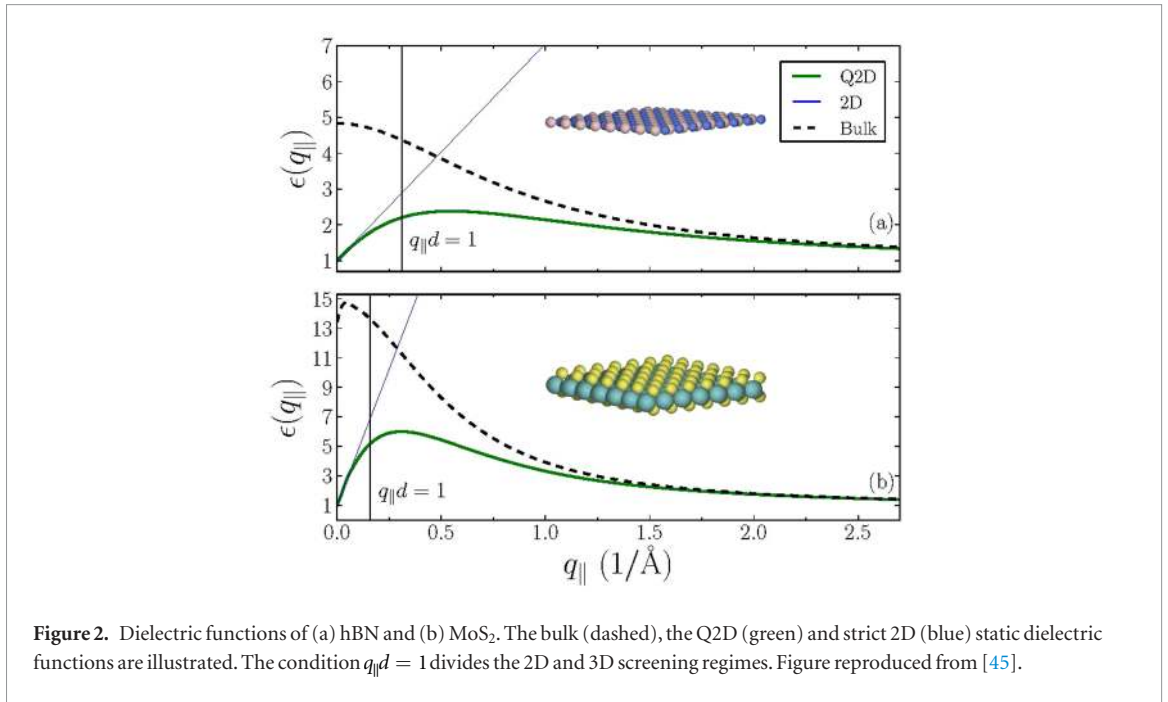 7
6
5
4
3
2
1
ϵ(q∥)
Q2D
2D
Bulk
q∥d = 1
(a)
15
13
11
9
7
5
3
1
ϵ(q∥)
q∥d = 1
(b)
0.0 0.5 1.0 1.5 2.0 2.5
q∥ (1/Å)
Figure 2. Dielectric functions of (a) hBN and (b) MoS₂. The bulk (dashed), the Q2D (green) and strict 2D (blue) static dielectric
functions are illustrated. The condition q∥d = 1 divides the 2D and 3D screening regimes. Figure reproduced from [45].